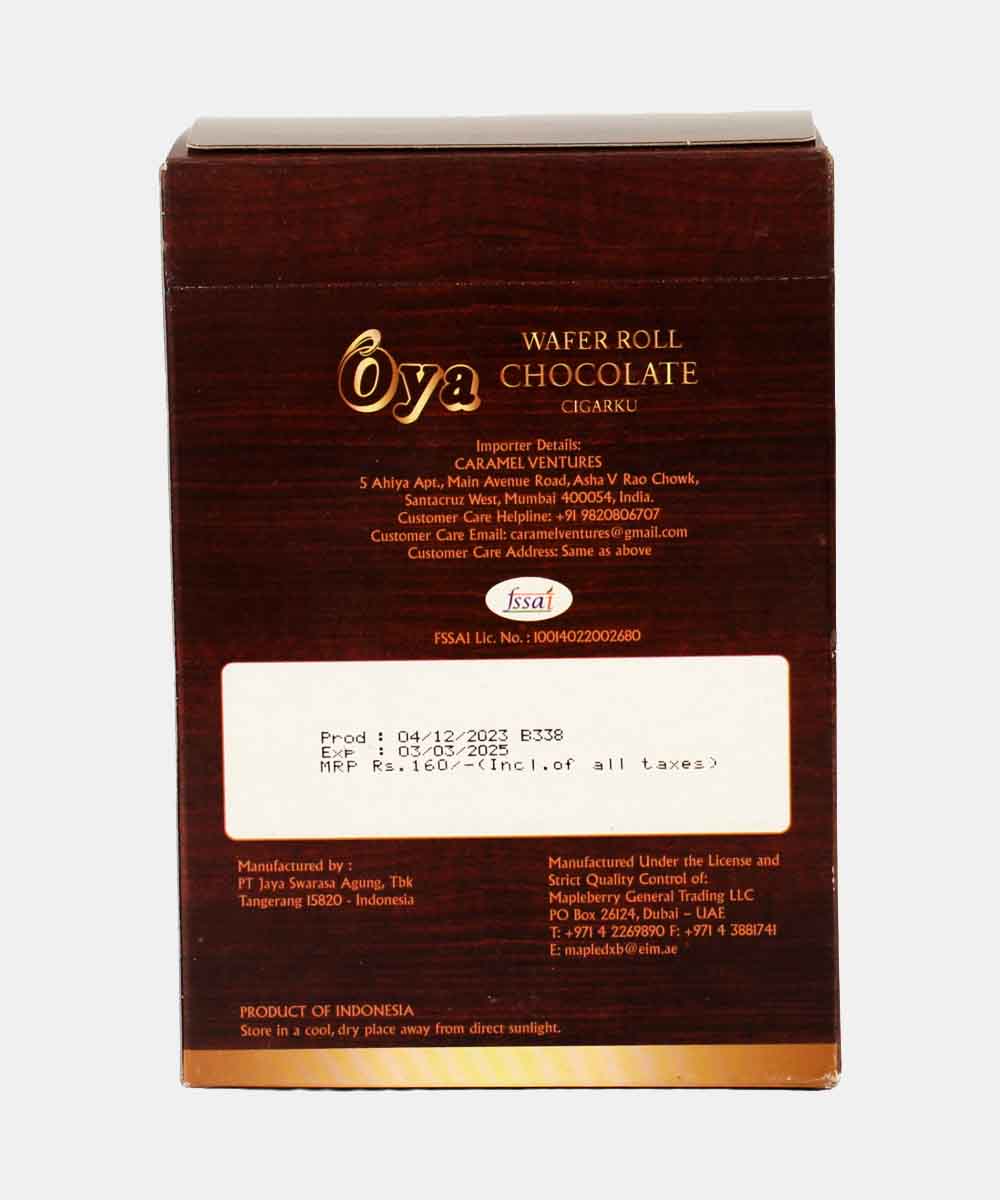 Ôya
WAFER ROLL
CHOCOLATE
CIGARKU
Importer Details:
CARAMEL VENTURES
5 Ahiya Apt., Main Avenue Road, Asha V Rao Chowk,
Santacruz West, Mumbai 400054, India.
Customer Care Helpline: +91 9820806707
Customer Care Email: caramelventures@gmail.com
Customer Care Address: Same as above
fssai
FSSAI Lic. No. : 10014022002680
Prod : 04/12/2023 B338
Exp : 03/03/2025
MRP Rs.160/-(Incl.of all taxes)
Manufactured by :
PT Jaya Swarasa Agung, Tbk
Tangerang 15820 - Indonesia
Manufactured Under the License and
Strict Quality Control of:
Mapleberry General Trading LLC
PO Box 26124, Dubai – UAE
T: +971 4 2269890 F: +971 4 3881741
E: mapledxb@eim.ae
PRODUCT OF INDONESIA
Store in a cool, dry place away from direct sunlight.